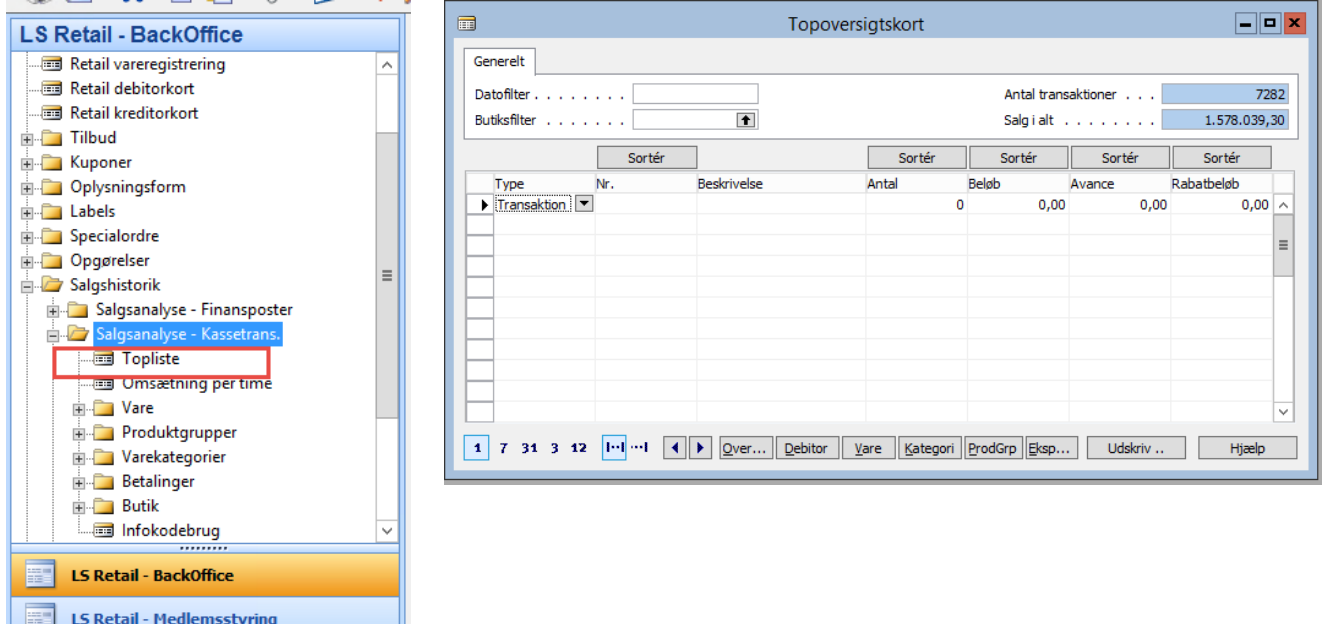 LS Retail - BackOffice
Retail vareregistrering
Retail debitorkort
Retail kreditorkort
Tilbud
Kuponer
Oplysningsform
Labels
Specialordre
Opgørelser
Salgshistorik
Salgsanalyse - Finansposter
Salgsanalyse - Kassetrans.
Topliste
Omsætning per time
Vare
Produktgrupper
Varekategorier
Betalinger
Butik
Infokodebrug
LS Retail - BackOffice
LS Retail - Medlemsstyring
Topoversigtskort
Generelt
Datofilter . . . . . . . . Antal transaktioner . . . 7282
Butiksfilter . . . . . . . Salg i alt . . . . . . . . 1.578.039,30
Sortér Sortér Sortér Sortér Sortér
Type Nr. Beskrivelse Antal Beløb Avance Rabatbeløb
Transaktion 0 0,00 0,00 0,00
1 7 31 3 12 Over... Debitor Vare Kategori ProdGrp Eksp... Udskriv .. Hjælp